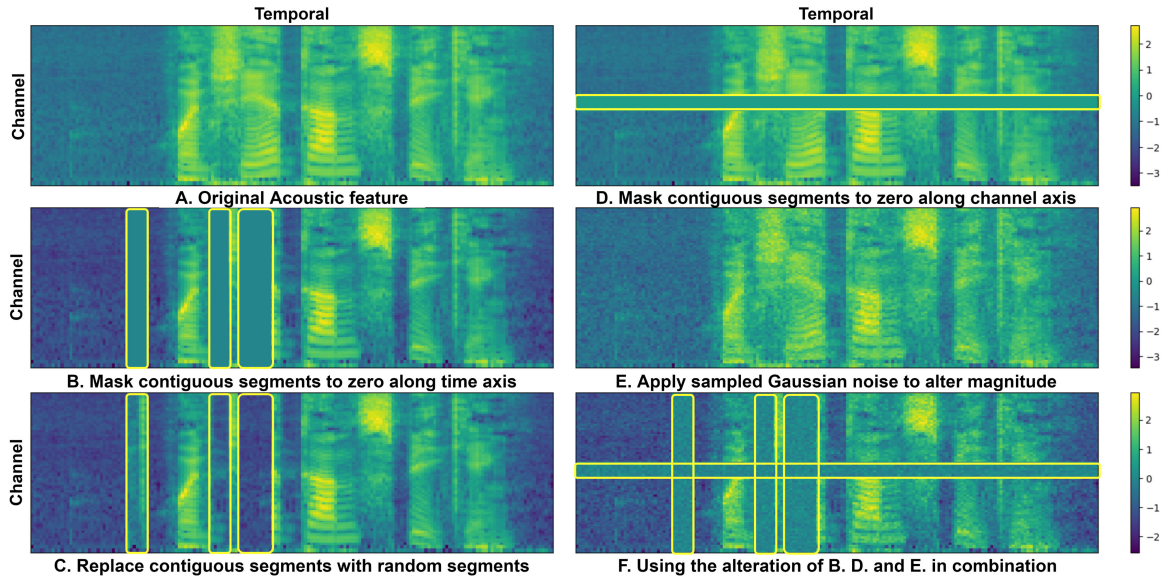 Temporal
Temporal
Channel
2
1
0
−1
−2
−3
A. Original Acoustic feature
D. Mask contiguous segments to zero along channel axis
Channel
2
1
0
−1
−2
−3
B. Mask contiguous segments to zero along time axis
E. Apply sampled Gaussian noise to alter magnitude
Channel
2
1
0
−1
−2
C. Replace contiguous segments with random segments
F. Using the alteration of B. D. and E. in combination